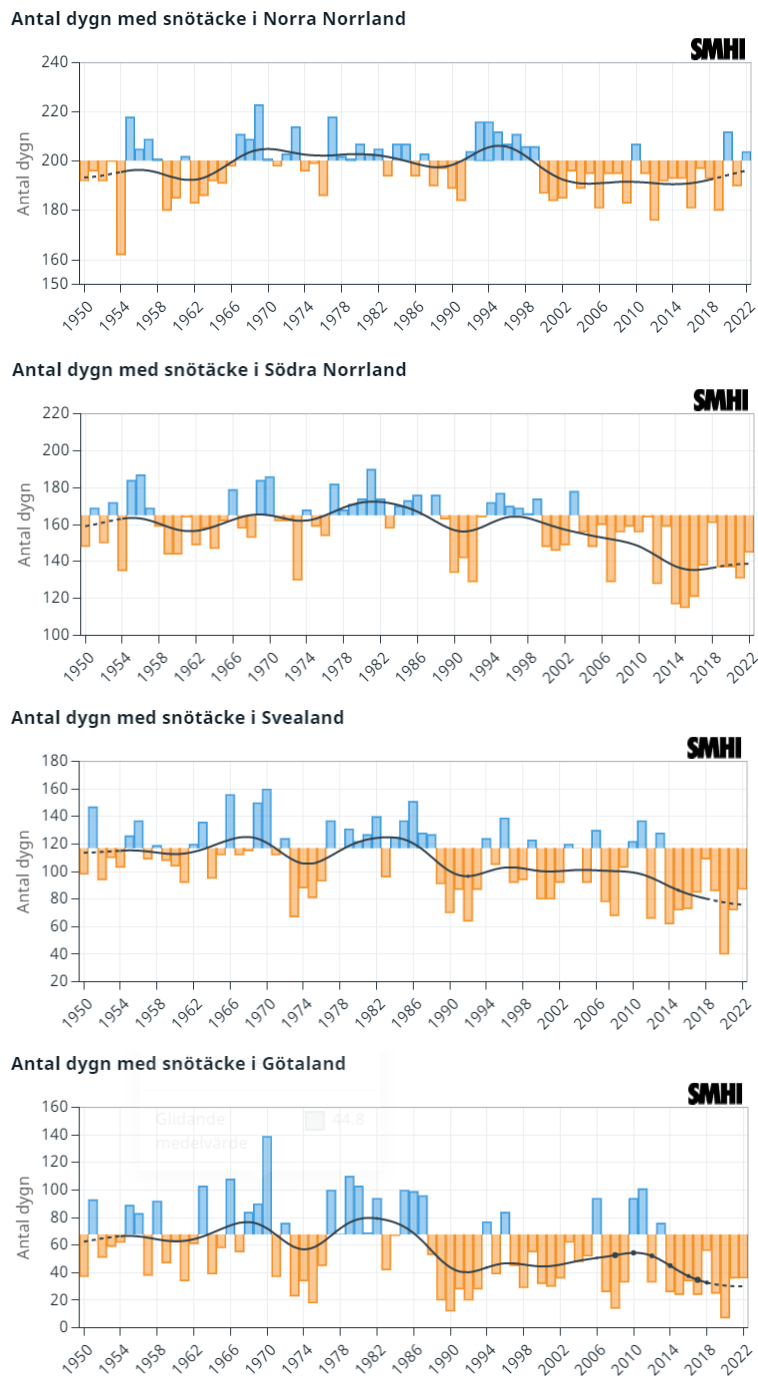 Antal dygn med snötäcke i Norra Norrland
SMHI
Antal dygn
240
220
200
180
160
150
1950 1954 1958 1962 1966 1970 1974 1978 1982 1986 1990 1994 1998 2002 2006 2010 2014 2018 2022
Antal dygn med snötäcke i Södra Norrland
SMHI
Antal dygn
220
200
180
160
140
120
100
1950 1954 1958 1962 1966 1970 1974 1978 1982 1986 1990 1994 1998 2002 2006 2010 2014 2018 2022
Antal dygn med snötäcke i Svealand
SMHI
Antal dygn
180
140
120
100
80
60
40
20
1950 1954 1958 1962 1966 1970 1974 1978 1982 1986 1990 1994 1998 2002 2006 2010 2014 2018 2022
Antal dygn med snötäcke i Götaland
SMHI
Antal dygn
160
140
120
100
80
60
40
20
0
Glidande 44.8
medelvärde
1950 1954 1958 1962 1966 1970 1974 1978 1982 1986 1990 1994 1998 2002 2006 2010 2014 2018 2022